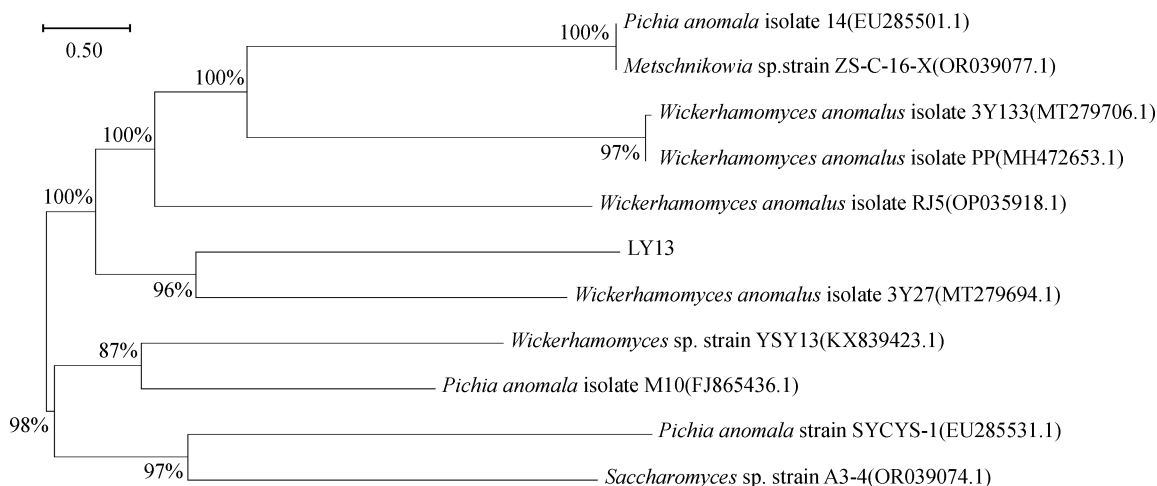 0.50
100%
Pichia anomala isolate 14(EU285501.1)
Metschnikowia sp.strain ZS-C-16-X(OR039077.1)
100%
Wickerhamomyces anomalus isolate 3Y133(MT279706.1)
97%
Wickerhamomyces anomalus isolate PP(MH472653.1)
100%
Wickerhamomyces anomalus isolate RJ5(OP035918.1)
100%
LY13
96%
Wickerhamomyces anomalus isolate 3Y27(MT279694.1)
87%
Wickerhamomyces sp. strain YSY13(KX839423.1)
Pichia anomala isolate M10(FJ865436.1)
98%
Pichia anomala strain SYCYS-1(EU285531.1)
97%
Saccharomyces sp. strain A3-4(OR039074.1)